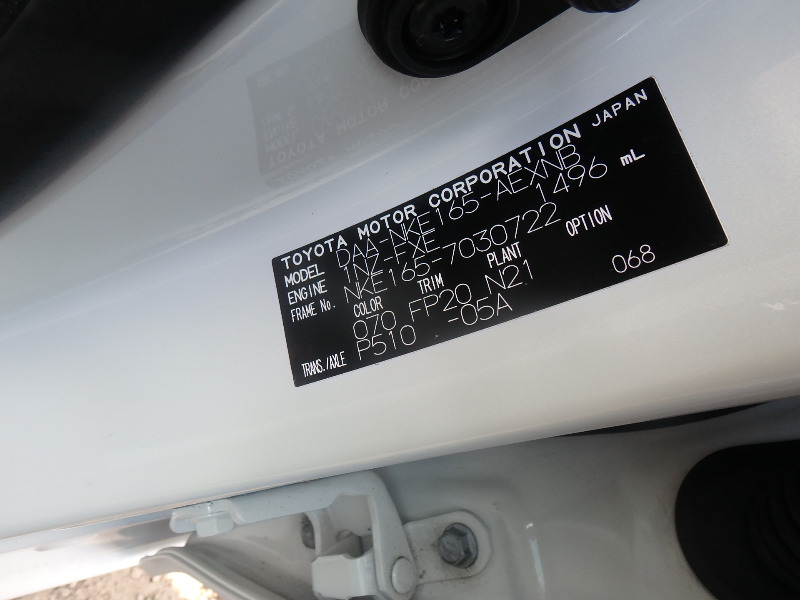 TOYOTA MOTOR CORPORATION JAPAN
MODEL DAA-NKE165-AEXNB
ENGINE 1NZ-FXE 1496 mL
FRAME No. NKE165-7030722
COLOR TRIM PLANT OPTION
070 FP20 N21 068
TRANS./AXLE P510 -05A